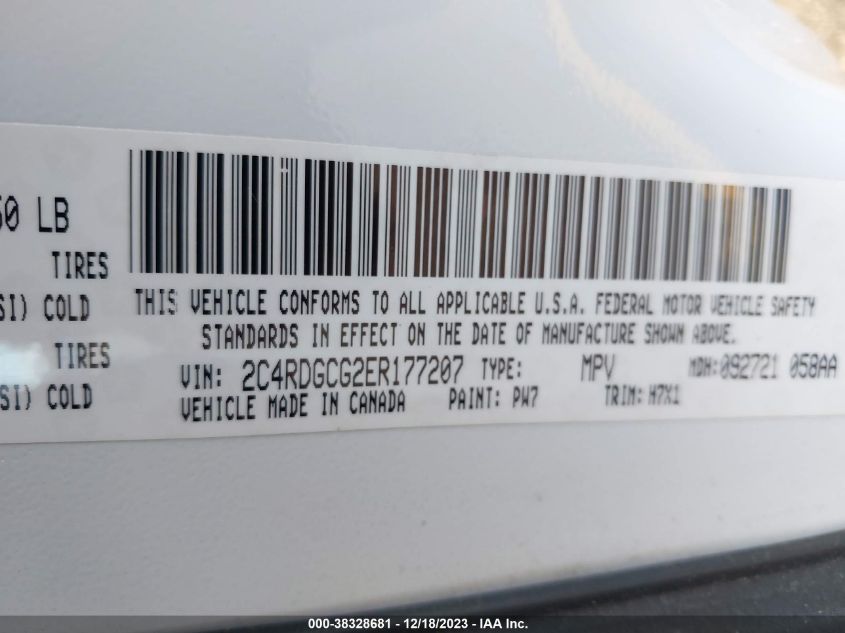 50 LB
TIRES
SI) COLD
TIRES
SI) COLD
THIS VEHICLE CONFORMS TO ALL APPLICABLE U.S.A. FEDERAL MOTOR VEHICLE SAFETY
STANDARDS IN EFFECT ON THE DATE OF MANUFACTURE SHOWN ABOVE.
VIN: 2C4RDGCG2ER177207 TYPE: MPV MDH:092721 058AA
VEHICLE MADE IN CANADA PAINT: PW7 TRIM: H7X1
000-38328681 - 12/18/2023 - IAA Inc.